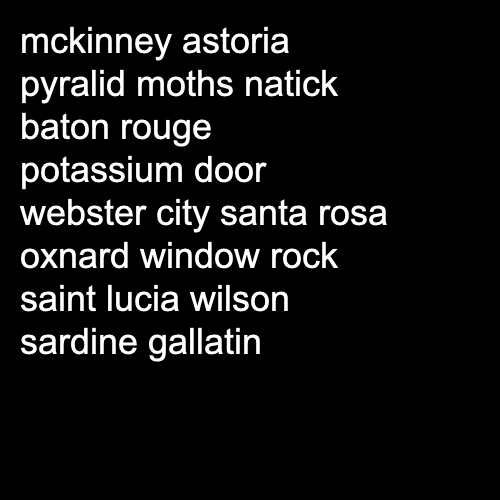 mckinney astoria
pyralid moths natick
baton rouge
potassium door
webster city santa rosa
oxnard window rock
saint lucia wilson
sardine gallatin